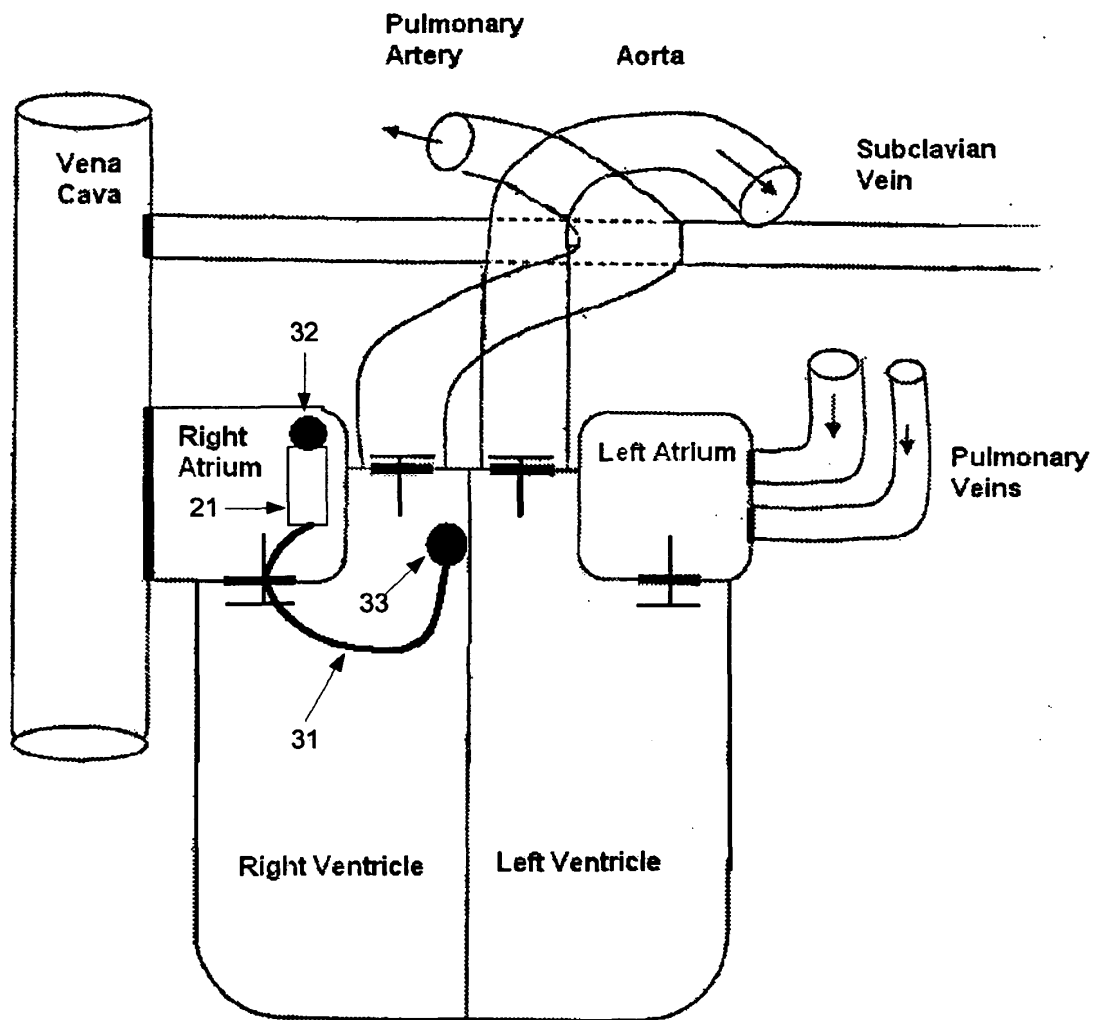 Pulmonary
Artery
Aorta
Vena
Cava
Subclavian
Vein
32
Right
Atrium
21
Left Atrium
Pulmonary
Veins
33
31
Right Ventricle
Left Ventricle